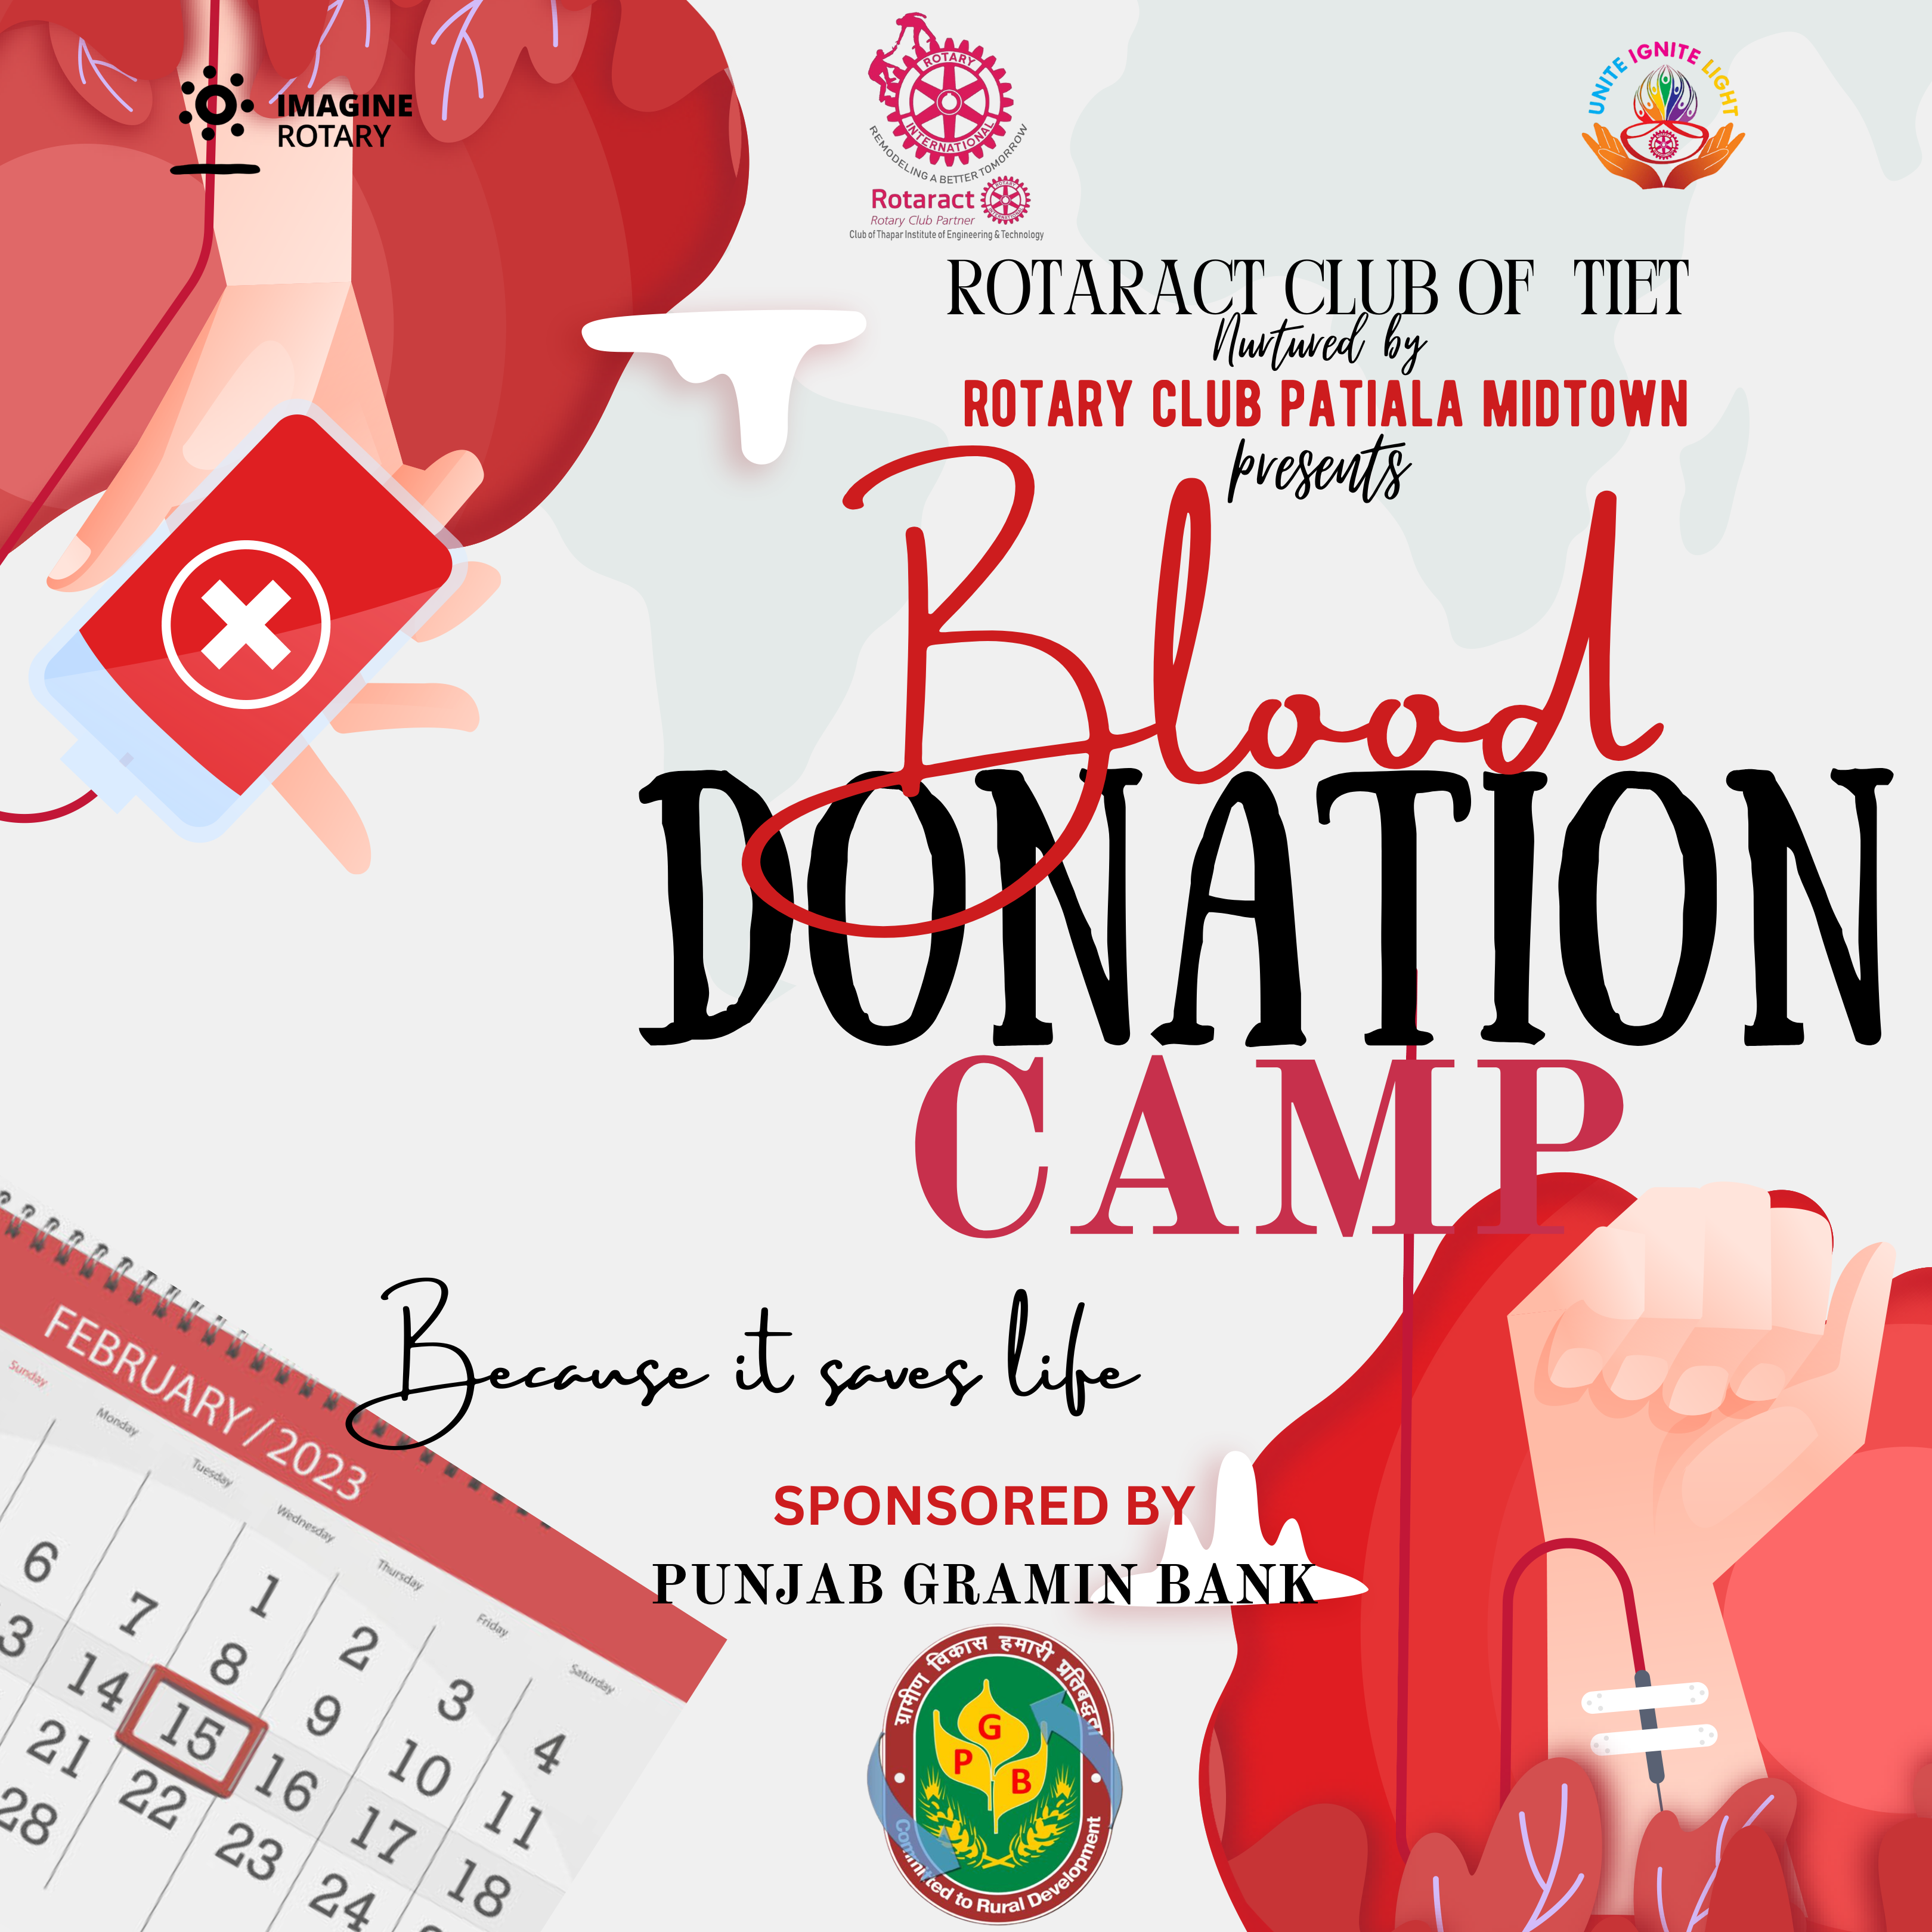 IMAGINE
ROTARY
ROTARY
INTERNATIONAL
REMODELING A BETTER TOMORROW
Rotaract
Rotary Club Partner
Club of Thapar Institute of Engineering & Technology
UNITE IGNITE LIGHT
ROTARACT CLUB OF TIET
Nurtured by
ROTARY CLUB PATIALA MIDTOWN
presents
Blood
DONATION
CAMP
Because it saves life
FEBRUARY / 2023
Sunday Monday Tuesday Wednesday Thursday Friday Saturday
1 2 3 4
6 7 8 9 10 11
3 14 15 16 17 18
21 22 23 24
28
SPONSORED BY
PUNJAB GRAMIN BANK
ग्रामीण विकास हमारी प्रतिबद्धता
P G B
Committed to Rural Development